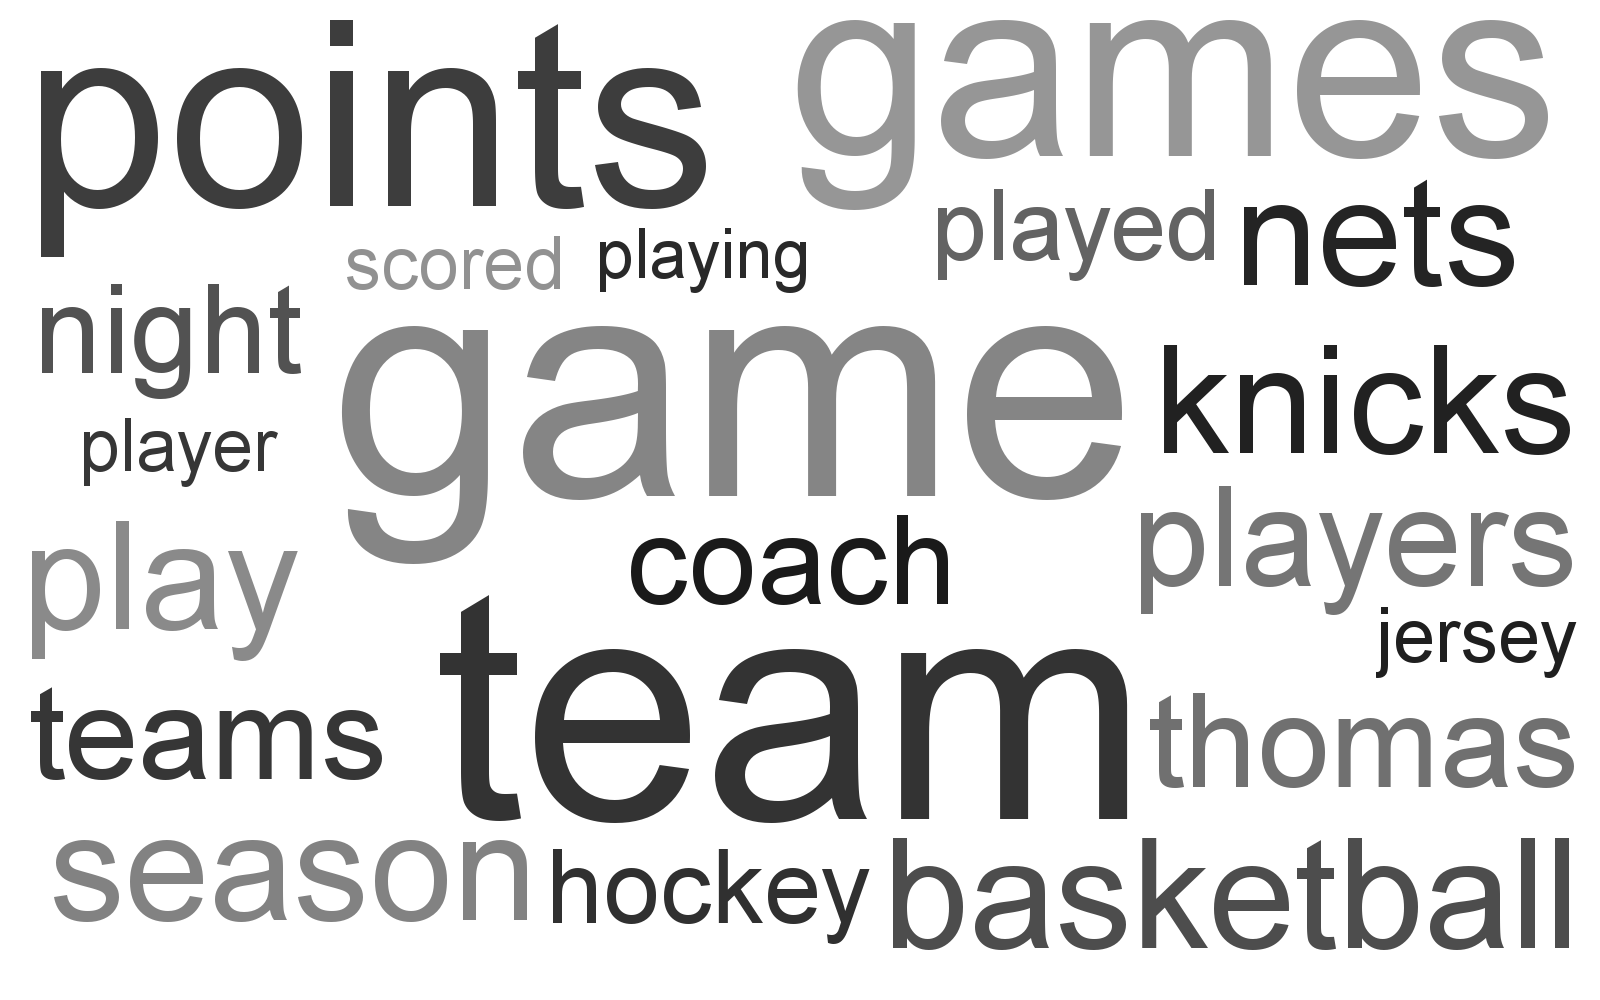 points
games
played
nets
scored
playing
night
game
knicks
player
players
coach
play
jersey
team
teams
thomas
season
hockey
basketball